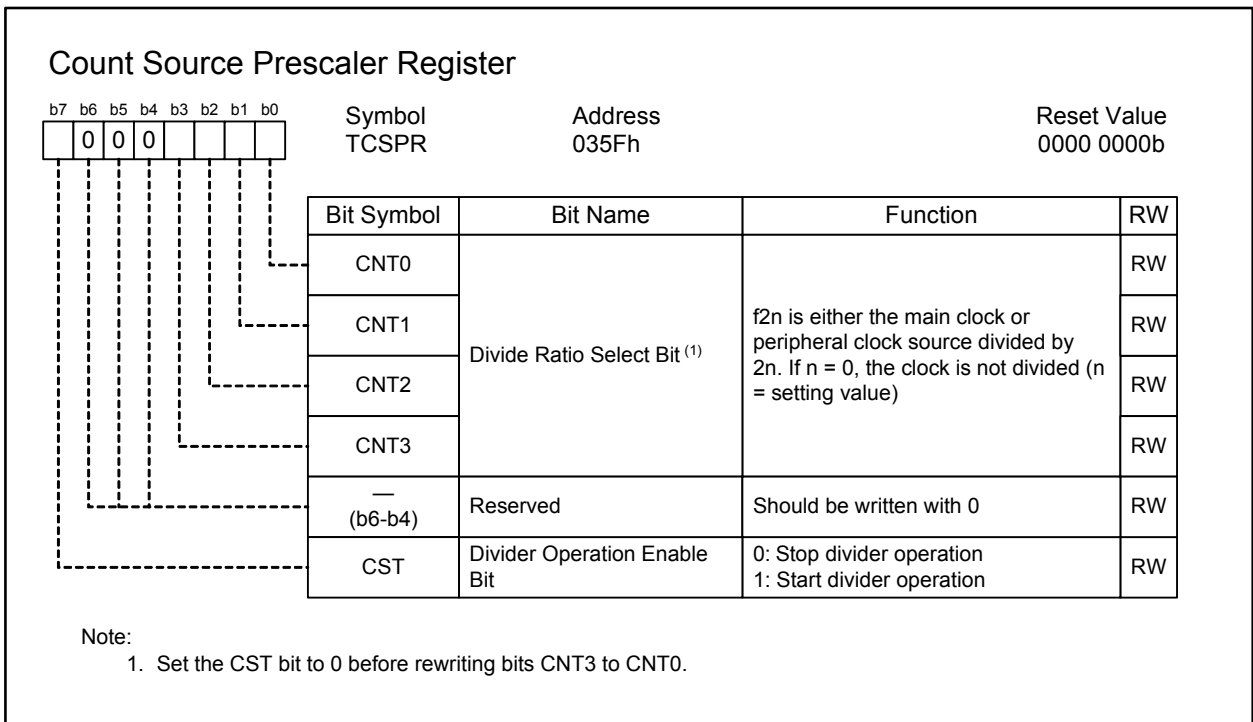 Count Source Prescaler Register
b7 b6 b5 b4 b3 b2 b1 b0
0 0 0
Symbol Address Reset Value
TCSPR 035Fh 0000 0000b
Bit Symbol Bit Name Function RW
CNT0 RW
CNT1 RW
CNT2 RW
CNT3 RW
Divide Ratio Select Bit (1)
f2n is either the main clock or
peripheral clock source divided by
2n. If n = 0, the clock is not divided (n
= setting value)
—
(b6-b4) Reserved Should be written with 0 RW
CST Divider Operation Enable
Bit 0: Stop divider operation
1: Start divider operation RW
Note:
1. Set the CST bit to 0 before rewriting bits CNT3 to CNT0.